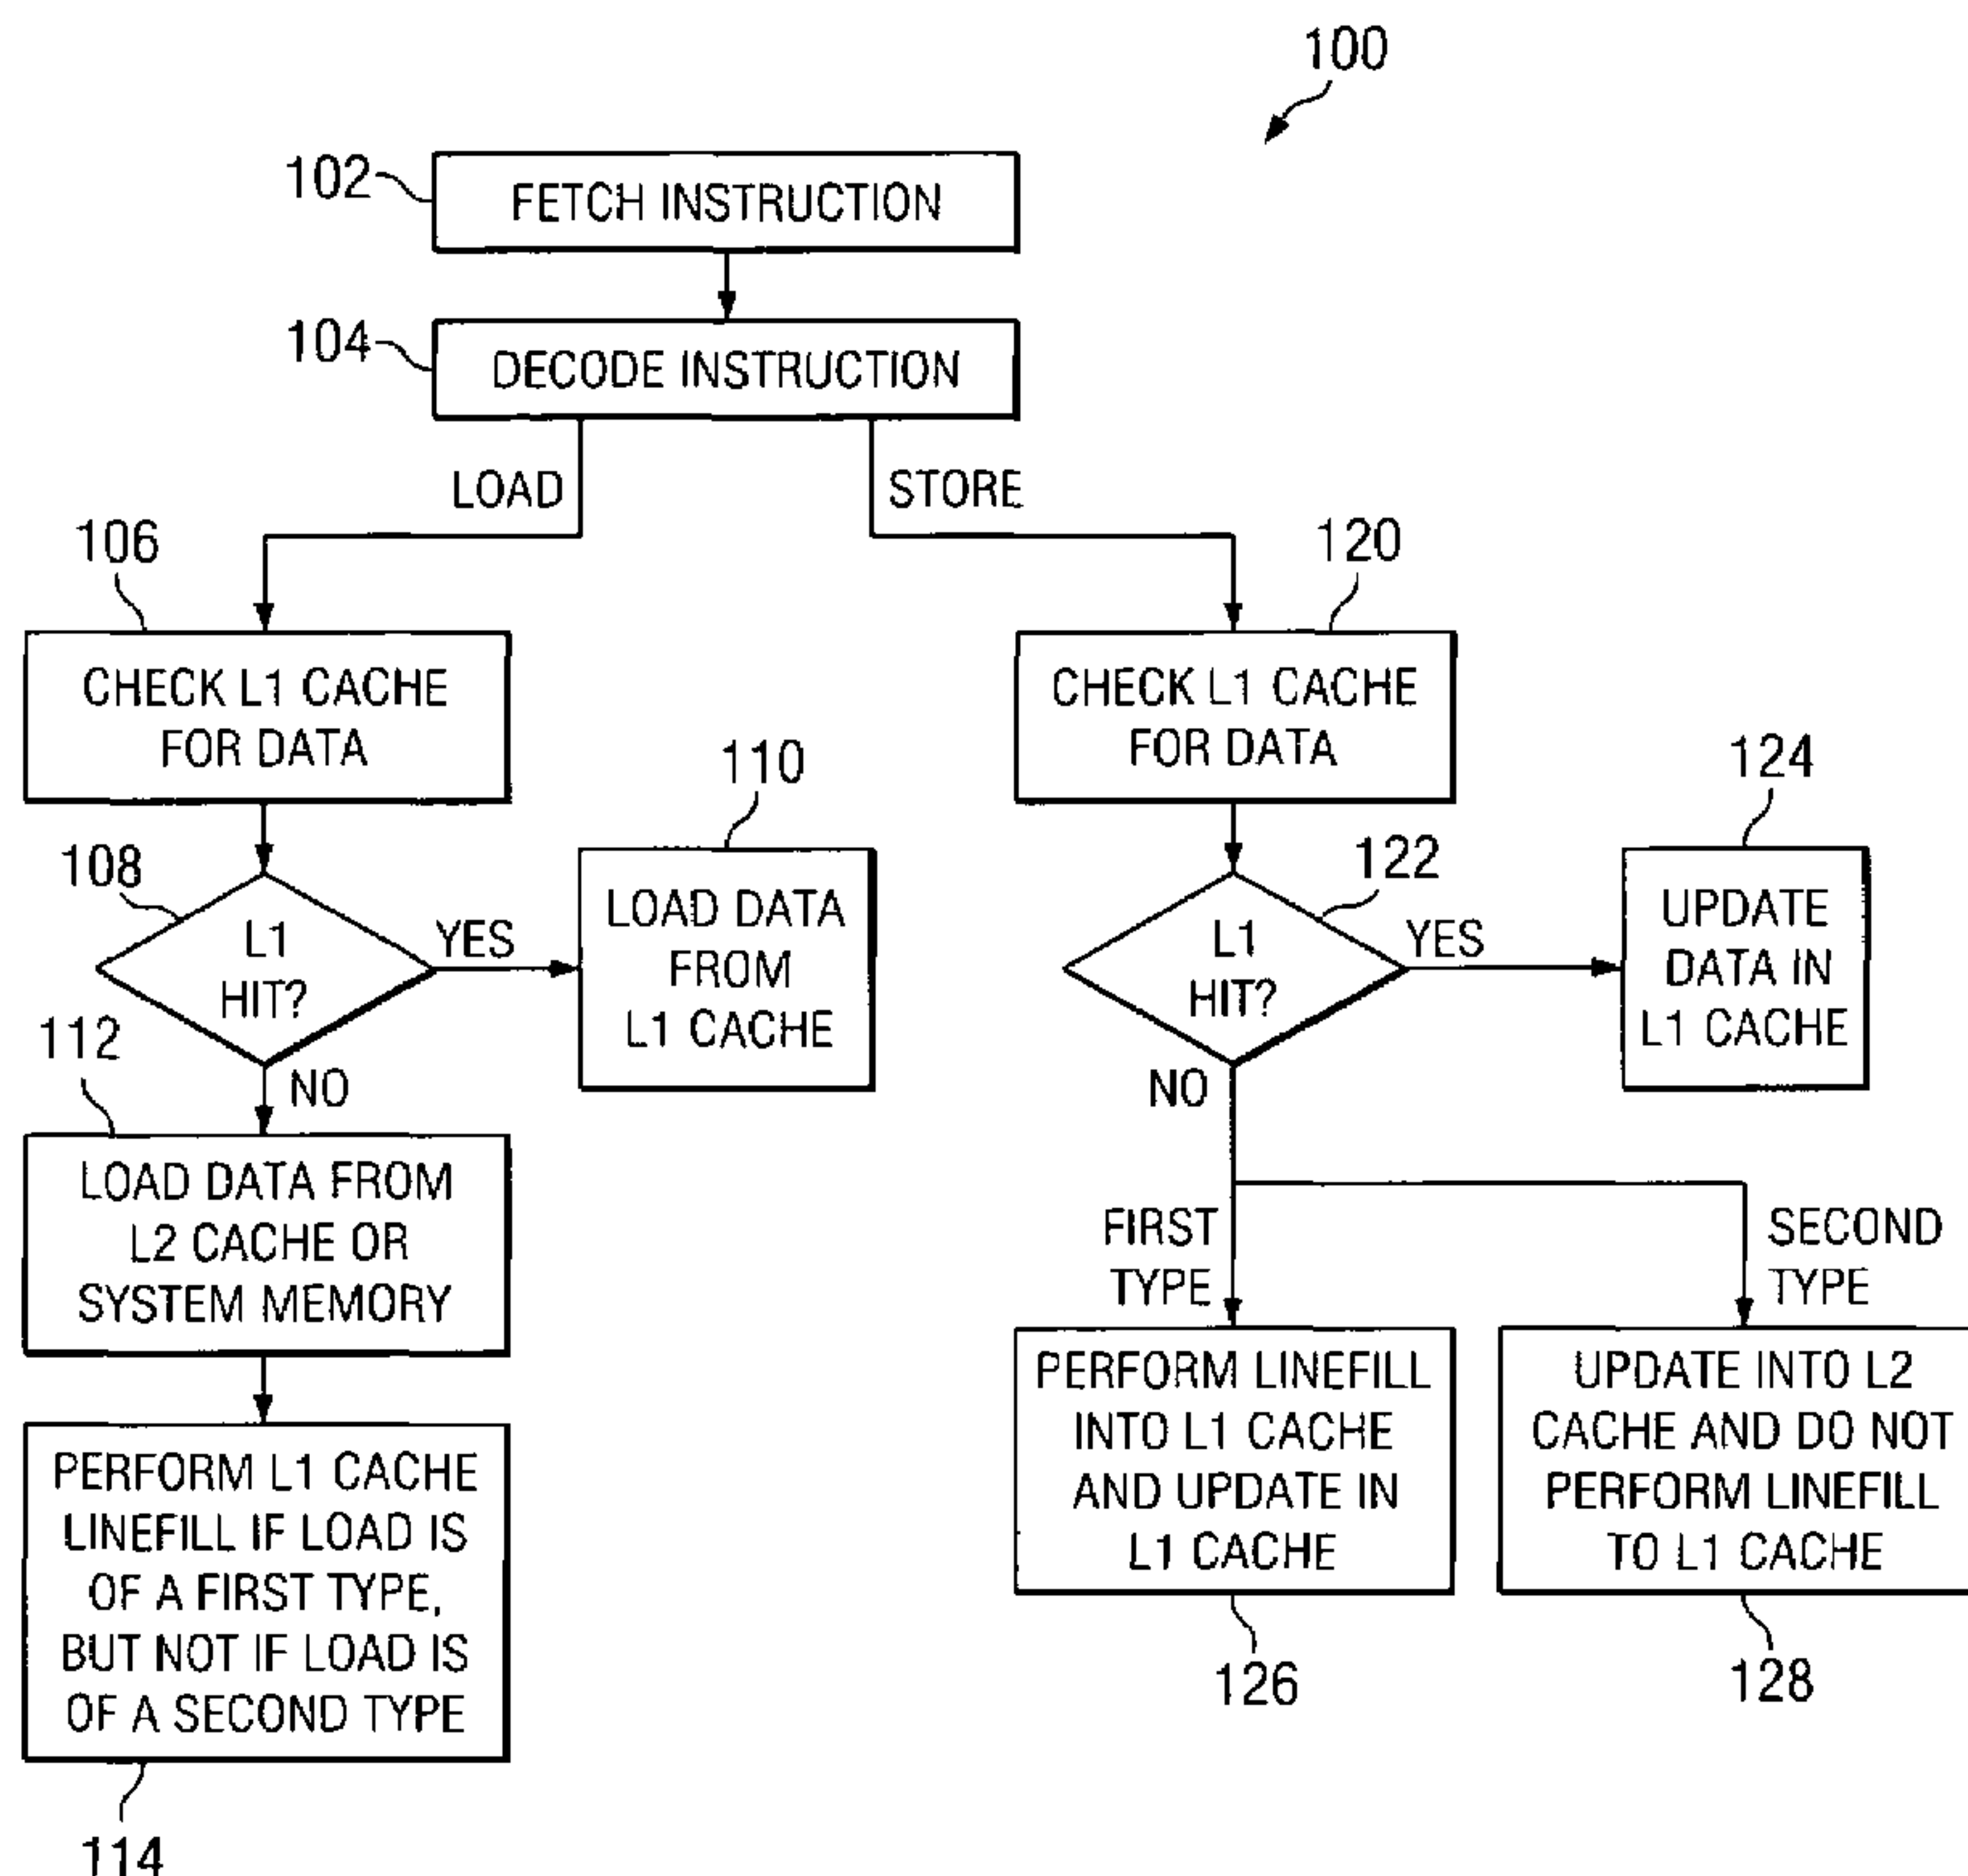 100
102
FETCH INSTRUCTION
104
DECODE INSTRUCTION
LOAD
STORE
106
120
CHECK L1 CACHE
FOR DATA
CHECK L1 CACHE
FOR DATA
110
124
108
122
L1
HIT?
YES
LOAD DATA
FROM
L1 CACHE
L1
HIT?
YES
UPDATE
DATA IN
L1 CACHE
112
NO
NO
LOAD DATA FROM
L2 CACHE OR
SYSTEM MEMORY
FIRST
TYPE
SECOND
TYPE
PERFORM L1 CACHE
LINEFILL IF LOAD IS
OF A FIRST TYPE,
BUT NOT IF LOAD IS
OF A SECOND TYPE
PERFORM LINEFILL
INTO L1 CACHE
AND UPDATE IN
L1 CACHE
UPDATE INTO L2
CACHE AND DO NOT
PERFORM LINEFILL
TO L1 CACHE
126
128
114